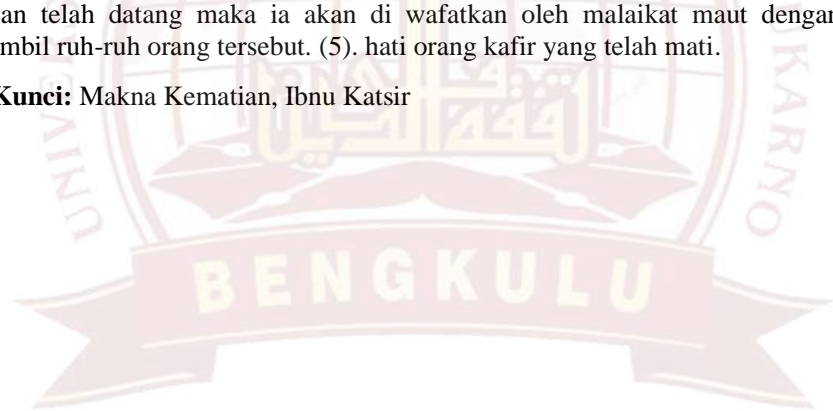 an telah datang maka ia akan di wafatkan oleh malaikat maut dengan
mbil ruh-ruh orang tersebut. (5). hati orang kafir yang telah mati.
Kunci: Makna Kematian, Ibnu Katsir
UKARNO
BENGKULU